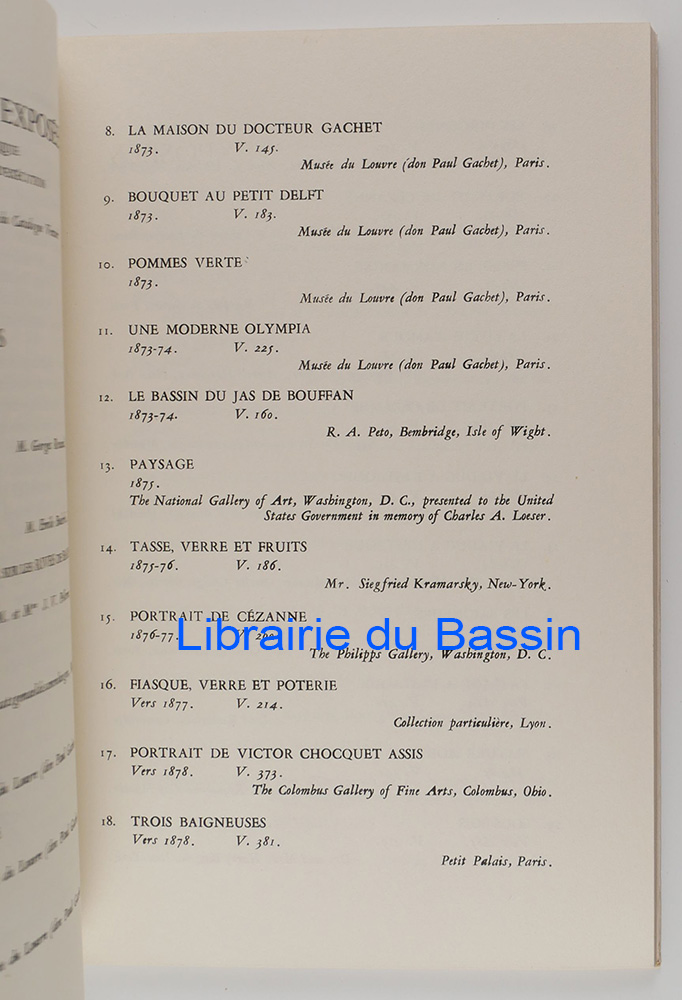 8. LA MAISON DU DOCTEUR GACHET
1873. V. 145.
Musée du Louvre (don Paul Gachet), Paris.
9. BOUQUET AU PETIT DELFT
1873. V. 183.
Musée du Louvre (don Paul Gachet), Paris.
10. POMMES VERTE
1873.
Musée du Louvre (don Paul Gachet), Paris.
11. UNE MODERNE OLYMPIA
1873-74. V. 225.
Musée du Louvre (don Paul Gachet), Paris.
12. LE BASSIN DU JAS DE BOUFFAN
1873-74. V. 160.
R. A. Peto, Bembridge, Isle of Wight.
13. PAYSAGE
1875.
The National Gallery of Art, Washington, D. C., presented to the United
States Government in memory of Charles A. Loeser.
14. TASSE, VERRE ET FRUITS
1875-76. V. 186.
Mr. Siegfried Kramarsky, New-York.
15. PORTRAIT DE CÉZANNE
1876-77.
Librairie du Bassin
The Philipps Gallery, Washington, D. C.
16. FIASQUE, VERRE ET POTERIE
Vers 1877. V. 214.
Collection particulière, Lyon.
17. PORTRAIT DE VICTOR CHOCQUET ASSIS
Vers 1878. V. 373.
The Colombus Gallery of Fine Arts, Colombus, Ohio.
18. TROIS BAIGNEUSES
Vers 1878. V. 381.
Petit Palais, Paris.